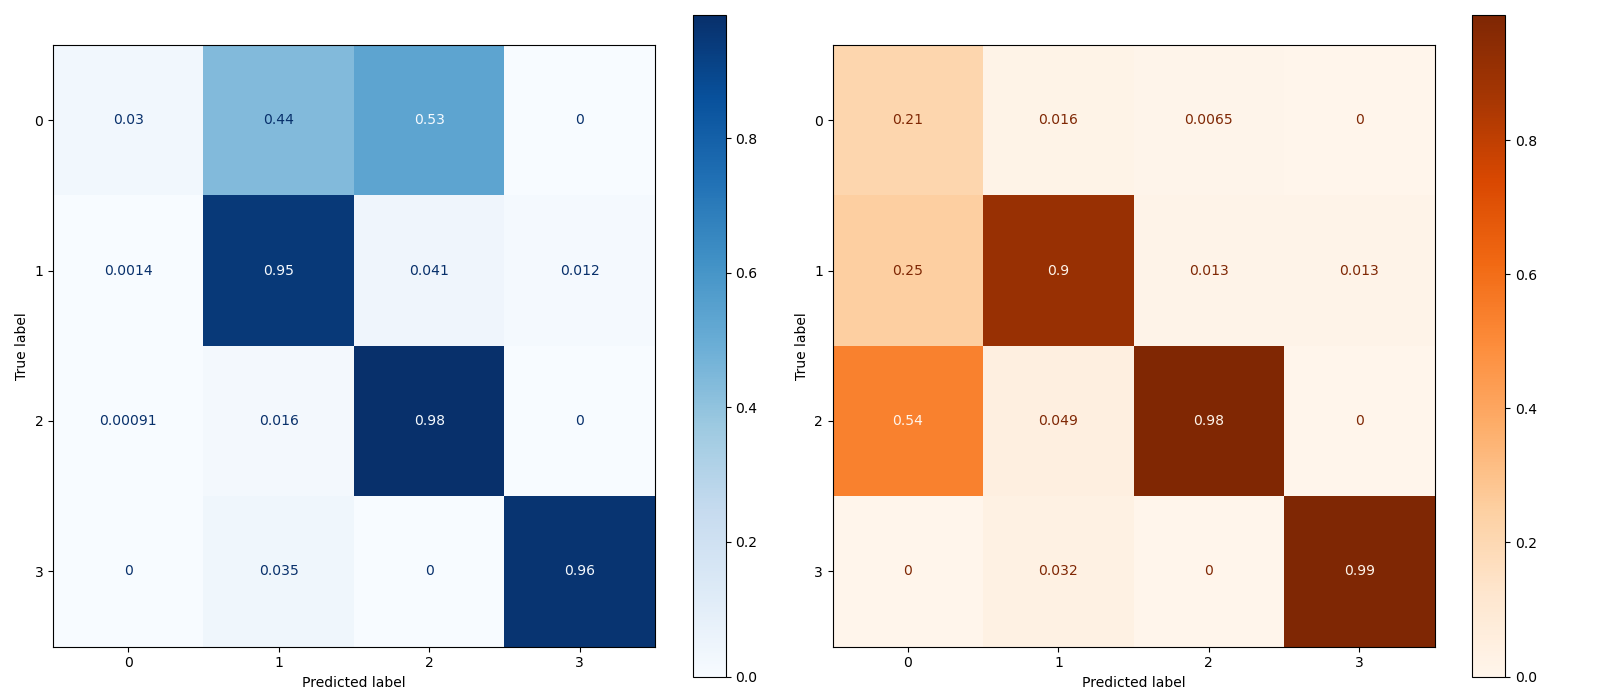 0 0.03 0.44 0.53 0
1 0.0014 0.95 0.041 0.012
2 0.00091 0.016 0.98 0
3 0 0.035 0 0.96
0 1 2 3
Predicted label
True label
0.8
0.6
0.4
0.2
0.0
0 0.21 0.016 0.0065 0
1 0.25 0.9 0.013 0.013
2 0.54 0.049 0.98 0
3 0 0.032 0 0.99
0 1 2 3
Predicted label
True label
0.8
0.6
0.4
0.2
0.0